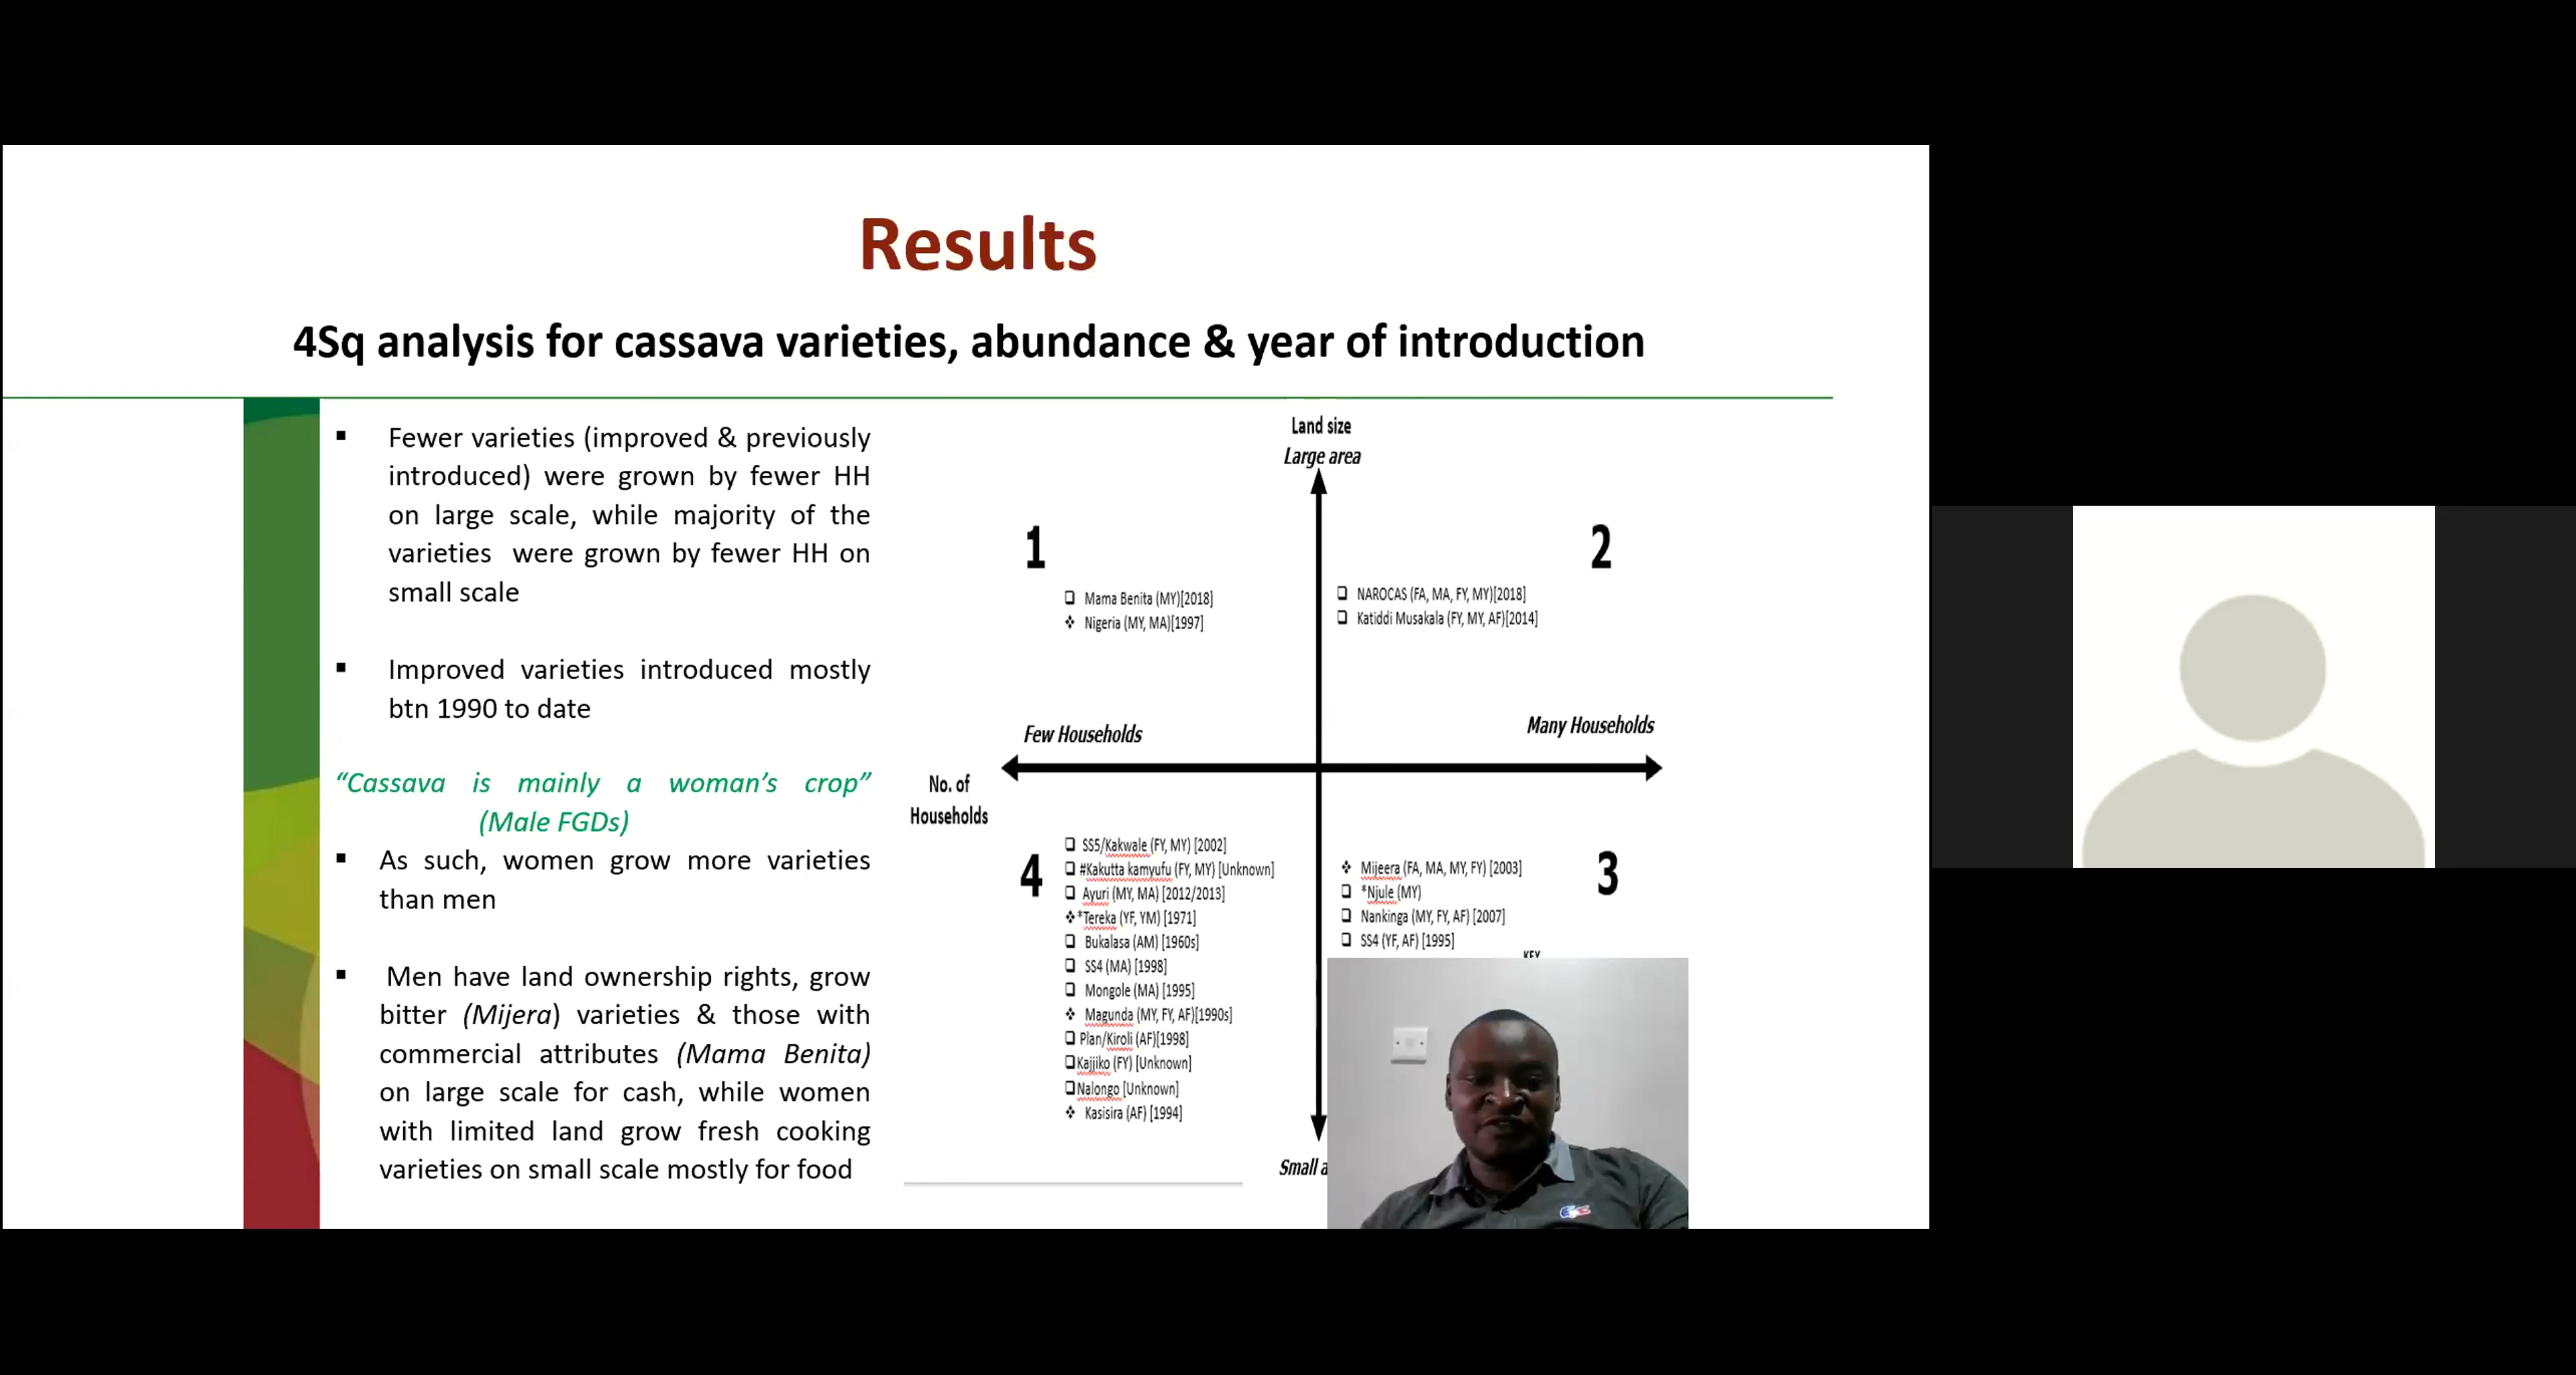 Results
4Sq analysis for cassava varieties, abundance & year of introduction
Fewer varieties (improved & previously
introduced) were grown by fewer HH
on large scale, while majority of the
varieties were grown by fewer HH on
small scale
Improved varieties introduced mostly
btn 1990 to date
“Cassava is mainly a woman’s crop”
(Male FGDs)
As such, women grow more varieties
than men
Men have land ownership rights, grow
bitter (Mijera) varieties & those with
commercial attributes (Mama Benita)
on large scale for cash, while women
with limited land grow fresh cooking
varieties on small scale mostly for food
Land size
Large area
1
Mama Benita (MY)[2018]
Nigeria (MY, MA)[1997]
2
NAROCAS (FA, MA, FY, MY)[2018]
Katiddi Musakala (FY, MY, AF)[2014]
Few Households
Many Households
No. of
Households
4
SS5/Kakwale (FY, MY) [2002]
#Kakutta kamyufu (FY, MY) [Unknown]
Ayuri (MY, MA) [2012/2013]
*Tereka (YF, YM) [1971]
Bukalasa (AM) [1960s]
SS4 (MA) [1998]
Mongole (MA) [1995]
Magunda (MY, FY, AF)[1990s]
Plan/Kiroli (AF)[1998]
Kajjiko (FY) [Unknown]
Nalongo [Unknown]
Kasisira (AF) [1994]
3
Mijeera (FA, MA, MY, FY) [2003]
*Njule (MY)
Nankinga (MY, FY, AF) [2007]
SS4 (YF, AF) [1995]
KEY
Small a